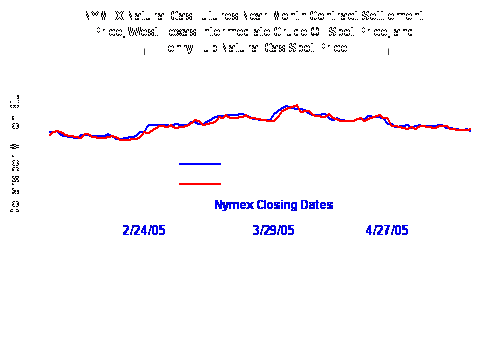 NYMEX Natural Gas Futures Near-Month Contract Settlement
Price, West Texas Intermediate Crude Oil Spot Price, and
Henry Hub Natural Gas Spot Price
Nymex Closing Dates
2/24/05 3/29/05 4/27/05